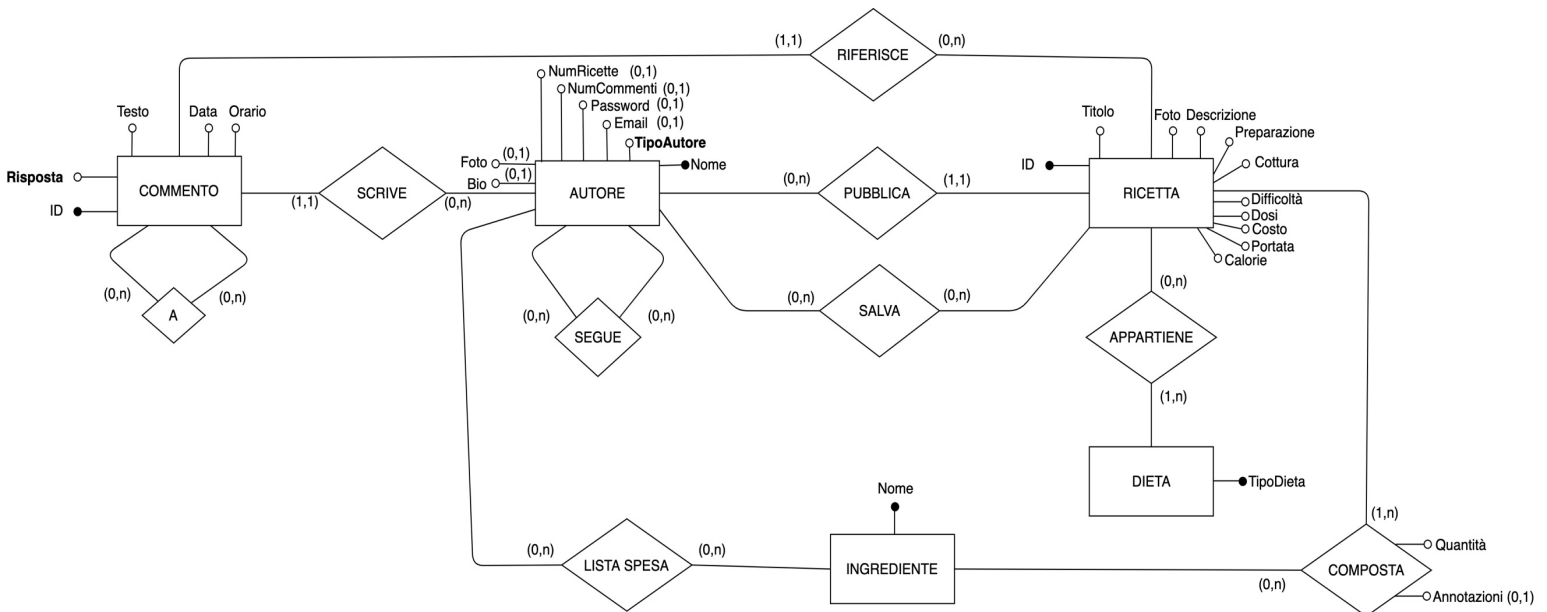 (1,1)
RIFERISCE
(0,n)
NumRicette (0,1)
NumCommenti (0,1)
Password (0,1)
Email (0,1)
TipoAutore
Foto (0,1)
Bio (0,1)
Nome
Testo
Data
Orario
Risposta
ID
COMMENTO
(1,1)
SCRIVE
(0,n)
AUTORE
(0,n)
PUBBLICA
(1,1)
Titolo
Foto
Descrizione
Preparazione
Cottura
ID
RICETTA
Difficoltà
Dosi
Costo
Portata
Calorie
(0,n)
A
(0,n)
(0,n)
SEGUE
(0,n)
(0,n)
SALVA
(0,n)
(0,n)
APPARTIENE
(1,n)
DIETA
TipoDieta
Nome
(0,n)
LISTA SPESA
(0,n)
INGREDIENTE
(0,n)
COMPOSTA
(1,n)
Quantità
Annotazioni (0,1)